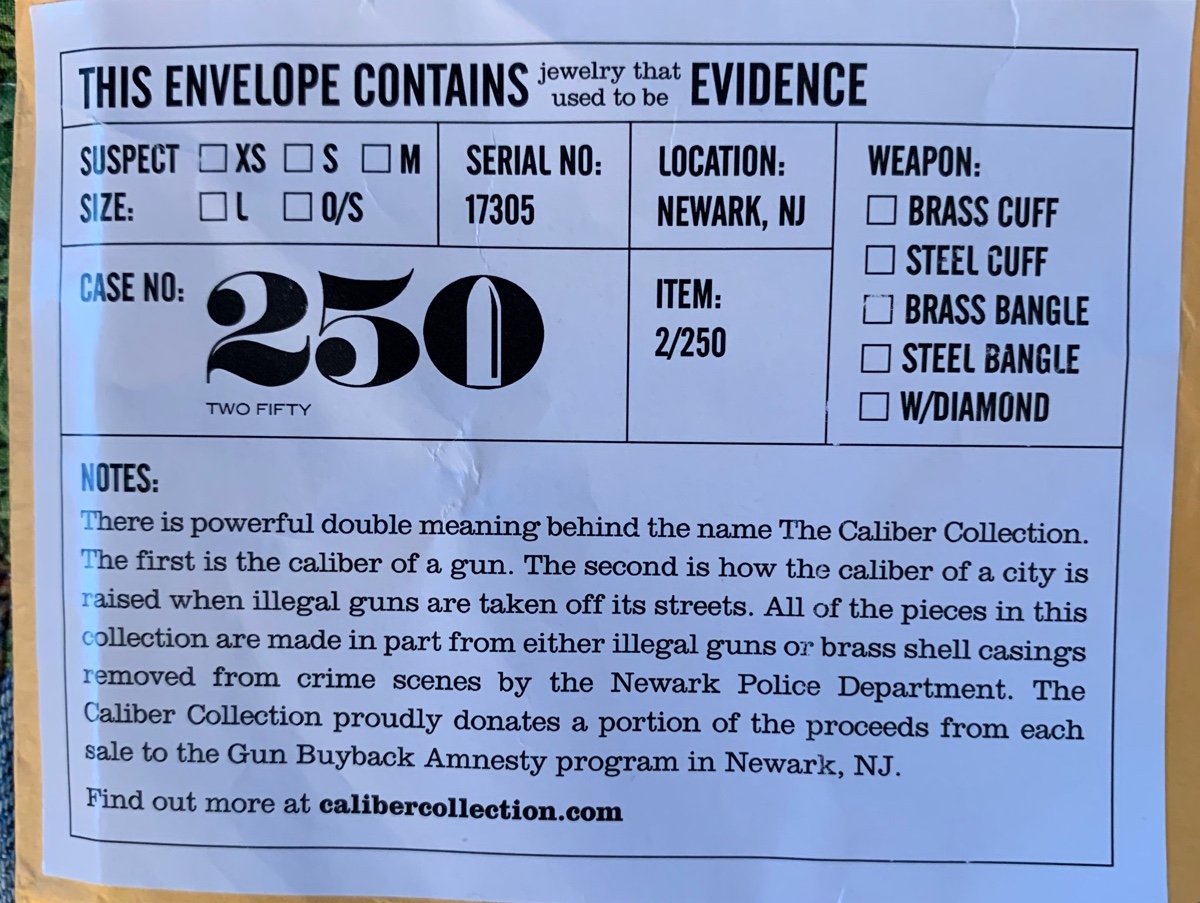 THIS ENVELOPE CONTAINS jewelry that used to be EVIDENCE
SUSPECT ☐ XS ☐ S ☐ M
SIZE: ☐ L ☐ O/S
SERIAL NO:
17305
LOCATION:
NEWARK, NJ
WEAPON:
☐ BRASS CUFF
☐ STEEL CUFF
☐ BRASS BANGLE
☐ STEEL BANGLE
☐ W/DIAMOND
CASE NO: 250
TWO FIFTY
ITEM:
2/250
NOTES:
There is powerful double meaning behind the name The Caliber Collection.
The first is the caliber of a gun. The second is how the caliber of a city is
raised when illegal guns are taken off its streets. All of the pieces in this
collection are made in part from either illegal guns or brass shell casings
removed from crime scenes by the Newark Police Department. The
Caliber Collection proudly donates a portion of the proceeds from each
sale to the Gun Buyback Amnesty program in Newark, NJ.
Find out more at calibercollection.com